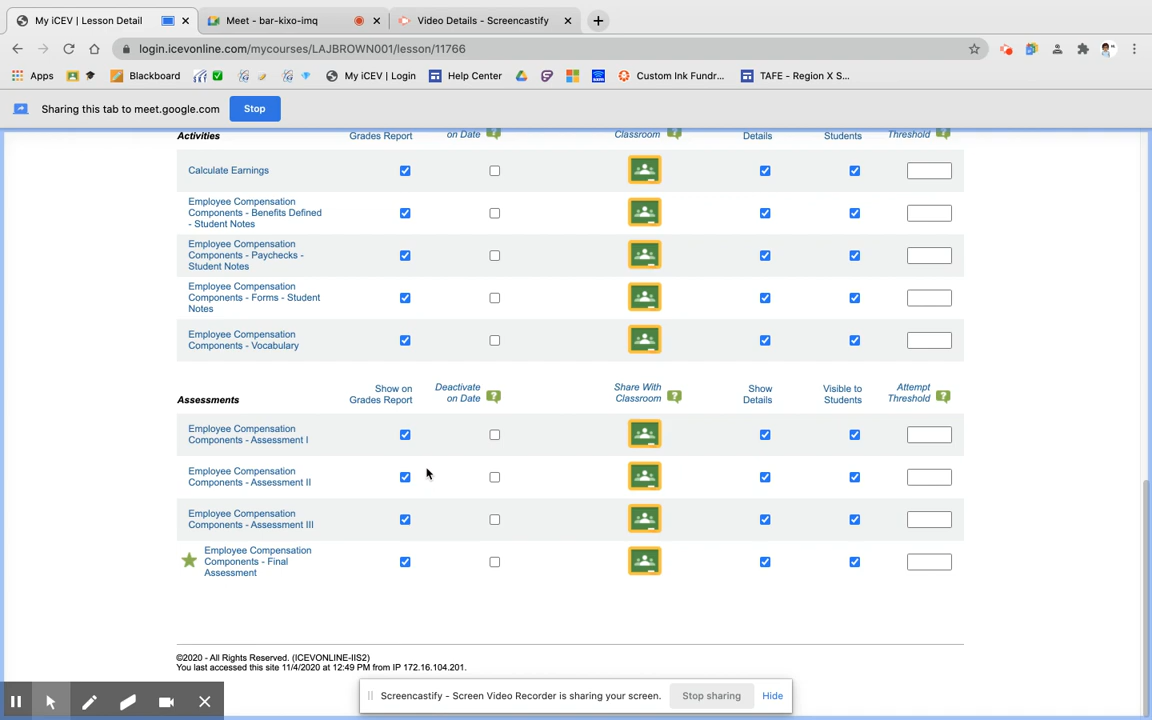 My iCEV | Lesson Detail
Meet - bar-kixo-imq
Video Details - Screencastify
login.icevonline.com/mycourses/LAJBROWN001/lesson/11766
Apps
Blackboard
My iCEV | Login
Help Center
Custom Ink Fundr...
TAFE - Region X S...
Sharing this tab to meet.google.com
Stop
Activities
Grades Report
on Date ?
Classroom ?
Details
Students
Threshold ?
Calculate Earnings
Employee Compensation
Components - Benefits Defined
- Student Notes
Employee Compensation
Components - Paychecks -
Student Notes
Employee Compensation
Components - Forms - Student
Notes
Employee Compensation
Components - Vocabulary
Assessments
Show on
Grades Report
Deactivate
on Date ?
Share With
Classroom ?
Show
Details
Visible to
Students
Attempt
Threshold ?
Employee Compensation
Components - Assessment I
Employee Compensation
Components - Assessment II
Employee Compensation
Components - Assessment III
Employee Compensation
Components - Final
Assessment
©2020 - All Rights Reserved. (ICEVONLINE-IIS2)
You last accessed this site 11/4/2020 at 12:49 PM from IP 172.16.104.201.
Screencastify - Screen Video Recorder is sharing your screen.
Stop sharing
Hide